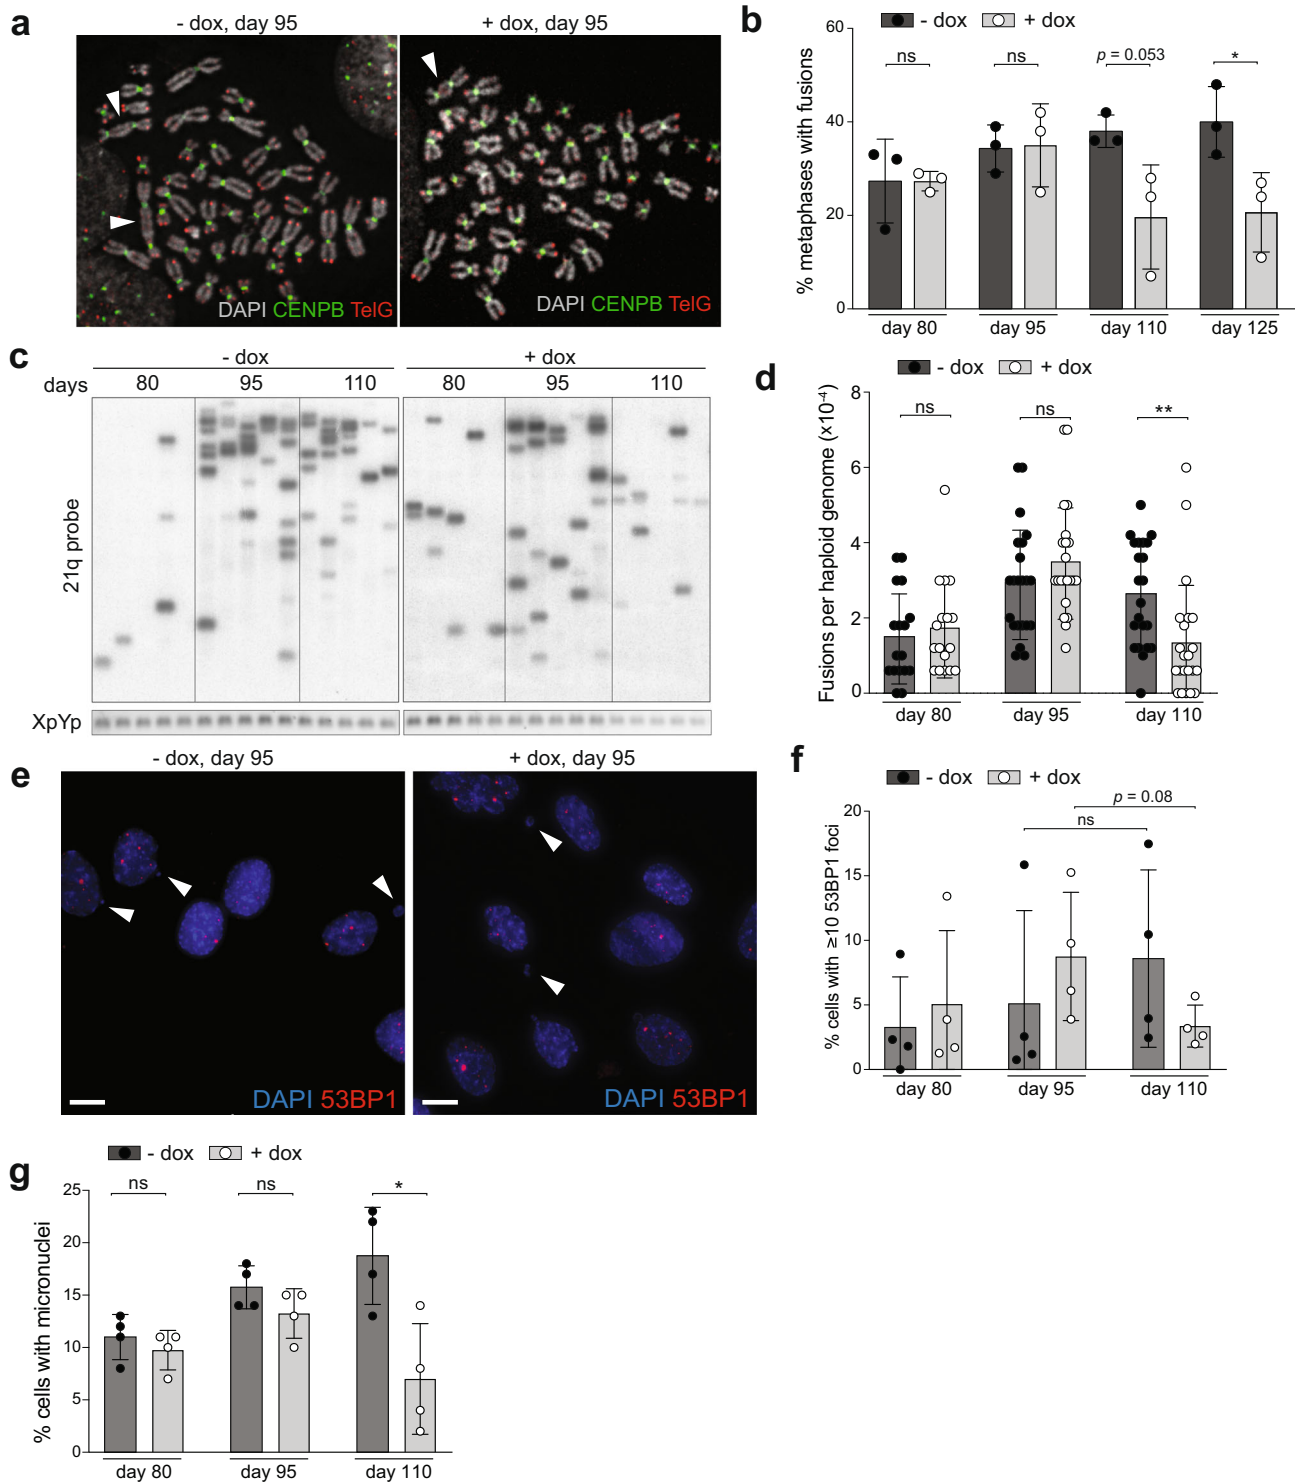 a
- dox, day 95
+ dox, day 95
DAPI CENPB TelG
DAPI CENPB TelG
b
- dox
+ dox
% metaphases with fusions
60
40
20
0
ns
ns
p = 0.053
*
day 80
day 95
day 110
day 125
c
- dox
+ dox
days
80
95
110
80
95
110
21q probe
XpYp
d
- dox
+ dox
Fusions per haploid genome (×10⁻⁴)
8
6
4
2
0
ns
ns
**
day 80
day 95
day 110
e
- dox, day 95
+ dox, day 95
DAPI 53BP1
DAPI 53BP1
f
- dox
+ dox
% cells with ≥10 53BP1 foci
20
15
10
5
0
p = 0.08
ns
day 80
day 95
day 110
g
- dox
+ dox
% cells with micronuclei
25
20
15
10
5
0
ns
ns
*
day 80
day 95
day 110